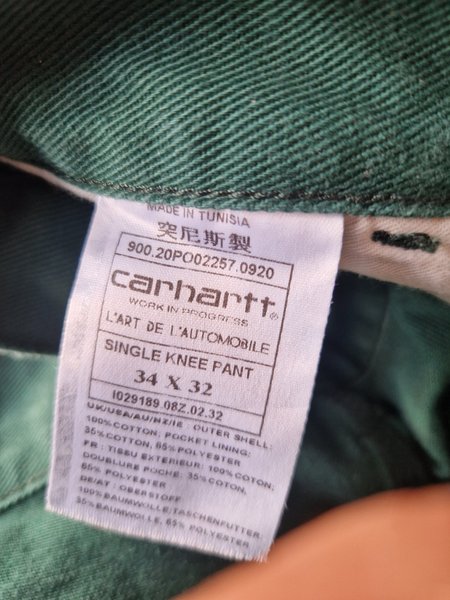 MADE IN TUNISIA
突尼斯製
900.20PO02257.0920
carhartt®
WORK IN PROGRESS
L'ART DE L'AUTOMOBILE
SINGLE KNEE PANT
34 X 32
I029189.08Z.02.32
UK/USA/AU/NZ/IE : OUTER SHELL:
100%COTTON, POCKET LINING:
35%COTTON, 65% POLYESTER
FR : TISSU EXTERIEUR: 100%COTON,
DOUBLURE POCHE: 35%COTON,
65% POLYESTER
DE/AT : OBERSTOFF
100%BAUMWOLLE/TASCHENFUTTER:
35%BAUMWOLLE, 65% POLYESTER